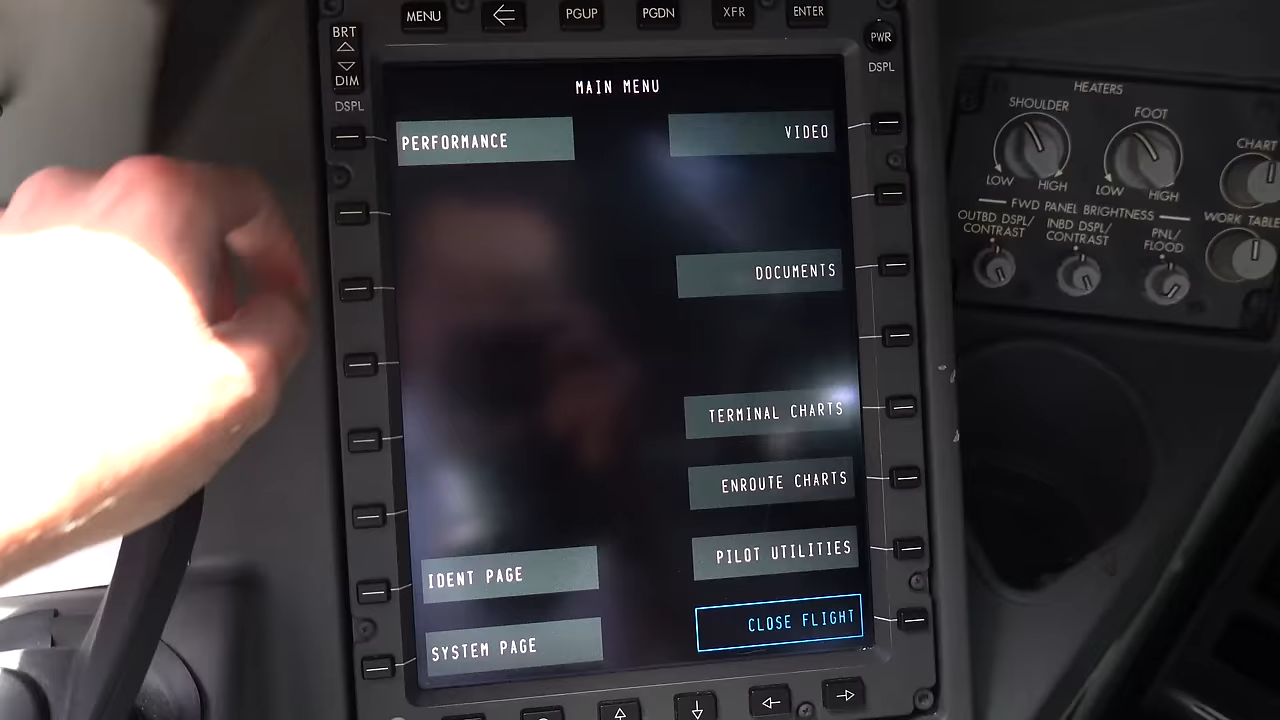 MENU
PGUP
PGDN
XFR
ENTER
BRT
DIM
DSPL
PWR
DSPL
MAIN MENU
PERFORMANCE
VIDEO
DOCUMENTS
TERMINAL CHARTS
ENROUTE CHARTS
PILOT UTILITIES
IDENT PAGE
CLOSE FLIGHT
SYSTEM PAGE
HEATERS
SHOULDER
FOOT
LOW
HIGH
LOW
HIGH
CHART
FWD PANEL BRIGHTNESS
OUTBD DSPL/
CONTRAST
INBD DSPL/
CONTRAST
PNL/
FLOOD
WORK TABLE